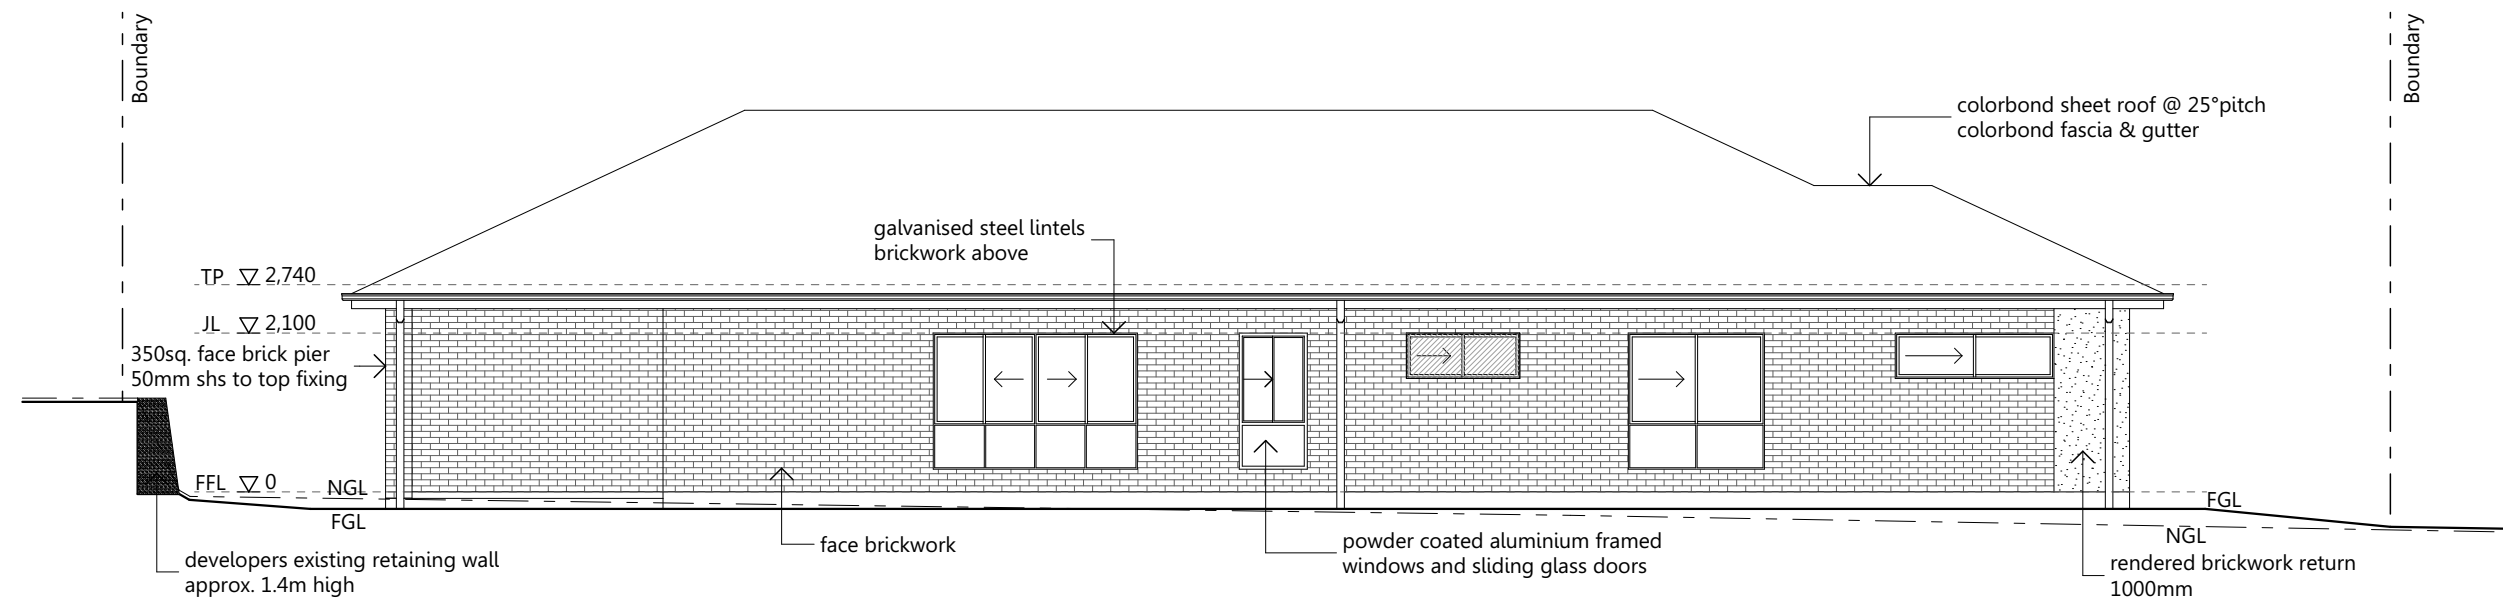 Boundary
Boundary
colorbond sheet roof @ 25°pitch
colorbond fascia & gutter
galvanised steel lintels
brickwork above
TP 2,740
JL 2,100
350sq. face brick pier
50mm shs to top fixing
FFL 0
NGL
FGL
FGL
NGL
face brickwork
powder coated aluminium framed
windows and sliding glass doors
developers existing retaining wall
approx. 1.4m high
rendered brickwork return
1000mm